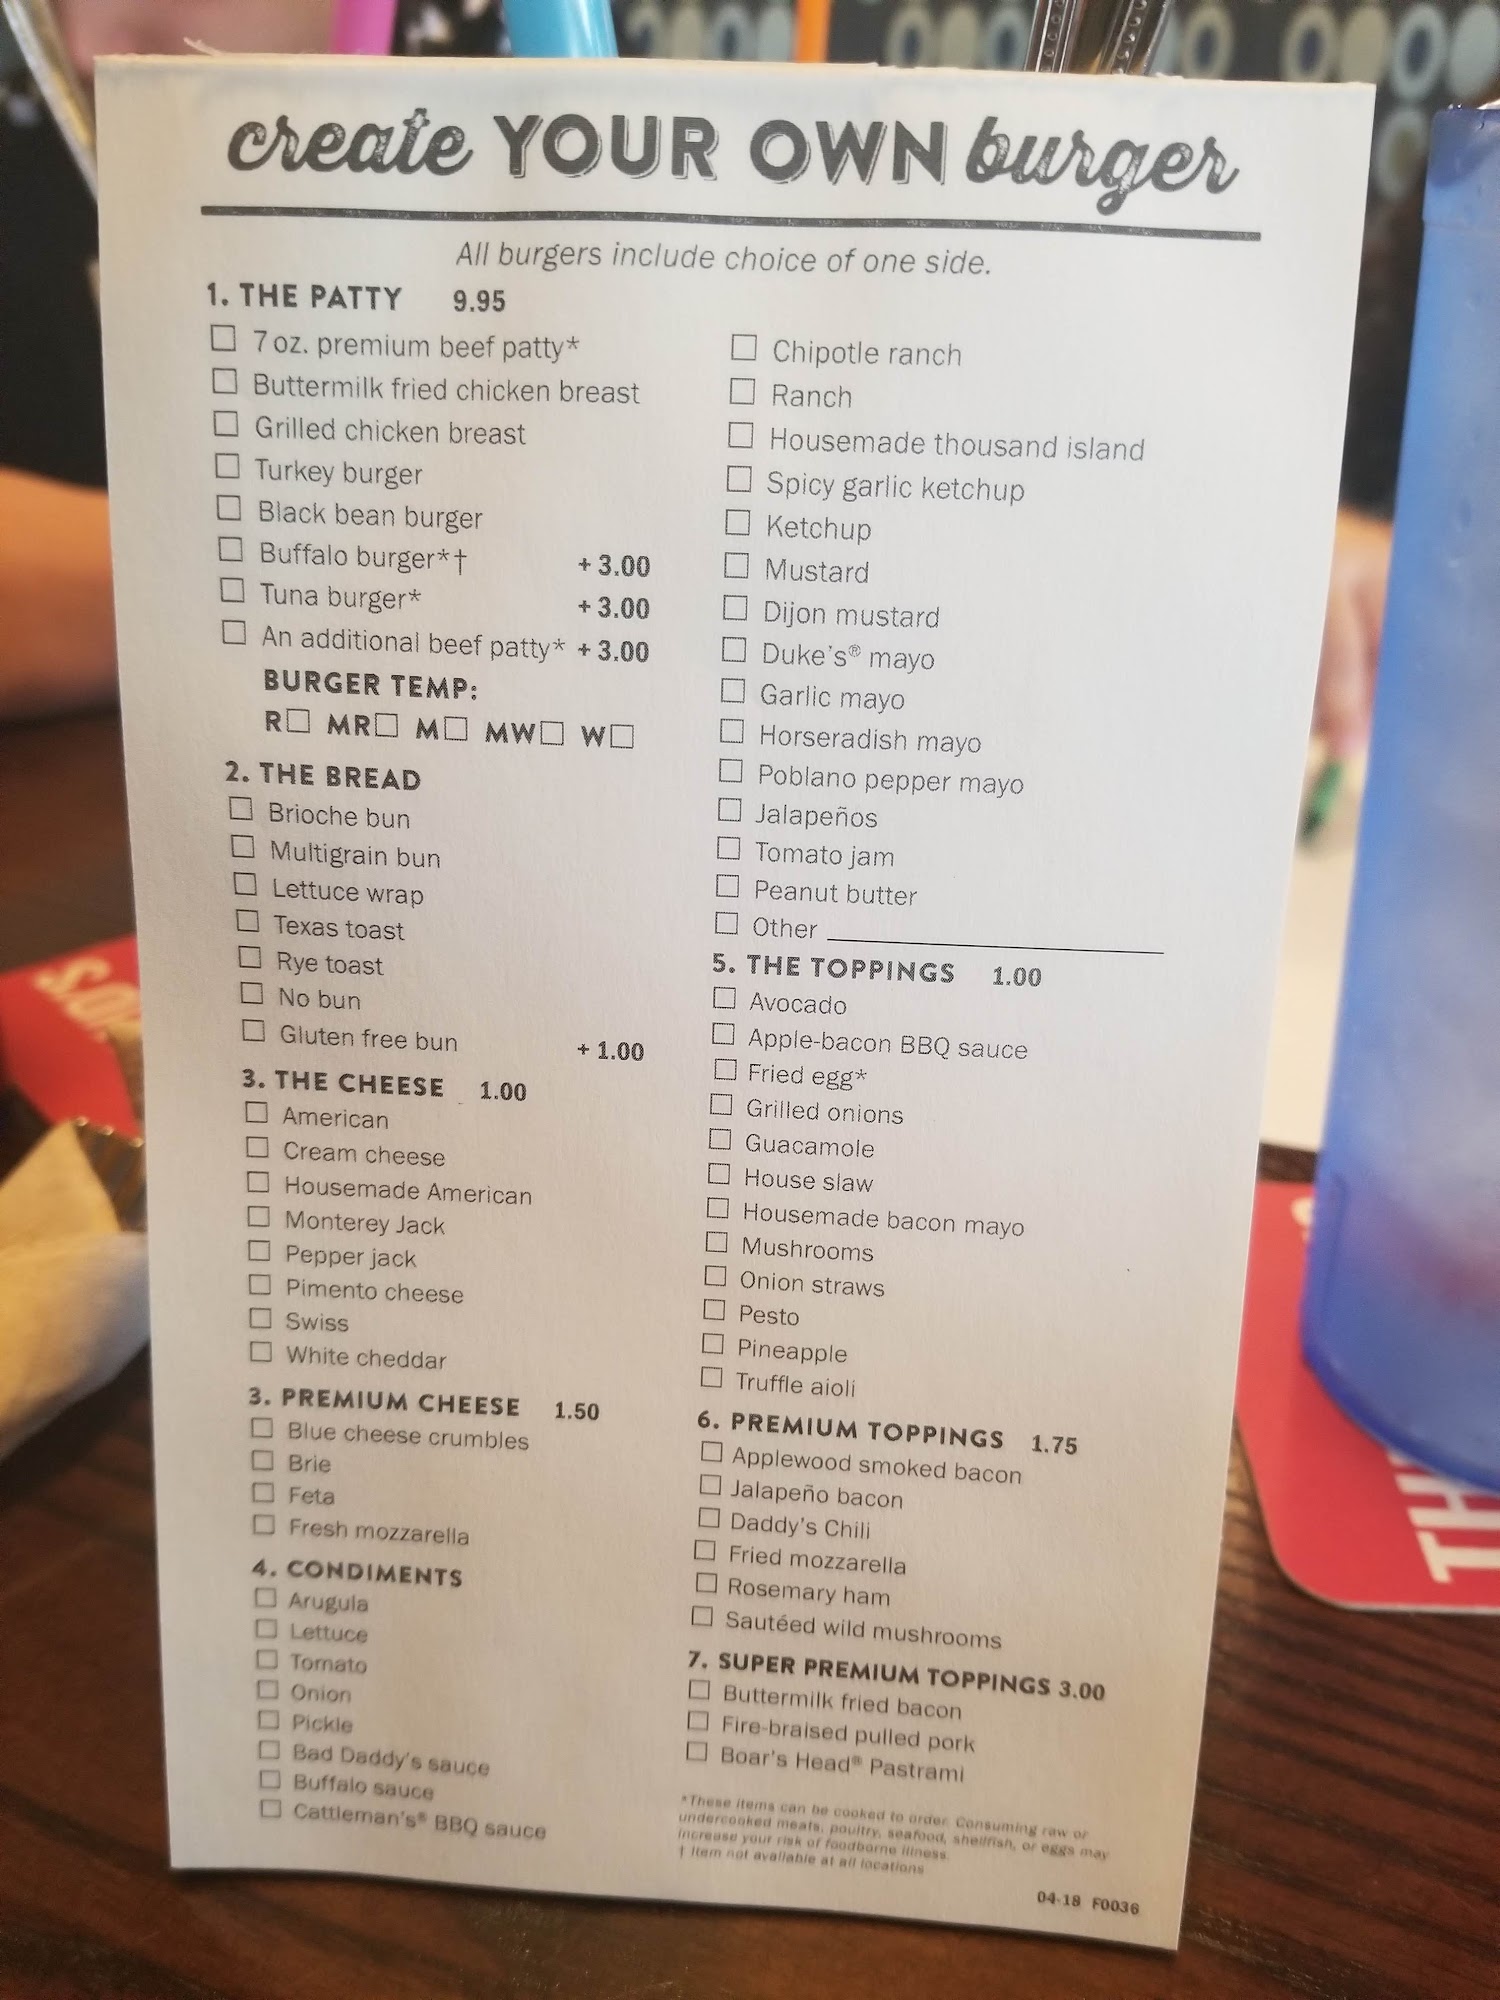 create YOUR OWN burger
All burgers include choice of one side.
1. THE PATTY 9.95
7 oz. premium beef patty*
Buttermilk fried chicken breast
Grilled chicken breast
Turkey burger
Black bean burger
Buffalo burger*† + 3.00
Tuna burger* + 3.00
An additional beef patty* + 3.00
BURGER TEMP:
R MR M MW W
2. THE BREAD
Brioche bun
Multigrain bun
Lettuce wrap
Texas toast
Rye toast
No bun
Gluten free bun + 1.00
3. THE CHEESE 1.00
American
Cream cheese
Housemade American
Monterey Jack
Pepper jack
Pimento cheese
Swiss
White cheddar
3. PREMIUM CHEESE 1.50
Blue cheese crumbles
Brie
Feta
Fresh mozzarella
4. CONDIMENTS
Arugula
Lettuce
Tomato
Onion
Pickle
Bad Daddy's sauce
Buffalo sauce
Cattleman's® BBQ sauce
Chipotle ranch
Ranch
Housemade thousand island
Spicy garlic ketchup
Ketchup
Mustard
Dijon mustard
Duke's® mayo
Garlic mayo
Horseradish mayo
Poblano pepper mayo
Jalapeños
Tomato jam
Peanut butter
Other
5. THE TOPPINGS 1.00
Avocado
Apple-bacon BBQ sauce
Fried egg*
Grilled onions
Guacamole
House slaw
Housemade bacon mayo
Mushrooms
Onion straws
Pesto
Pineapple
Truffle aioli
6. PREMIUM TOPPINGS 1.75
Applewood smoked bacon
Jalapeño bacon
Daddy's Chili
Fried mozzarella
Rosemary ham
Sautéed wild mushrooms
7. SUPER PREMIUM TOPPINGS 3.00
Buttermilk fried bacon
Fire-braised pulled pork
Boar's Head® Pastrami
*These items can be cooked to order. Consuming raw or
undercooked meats, poultry, seafood, shellfish, or eggs may
increase your risk of foodborne illness.
† Item not available at all locations
04-18 F0036